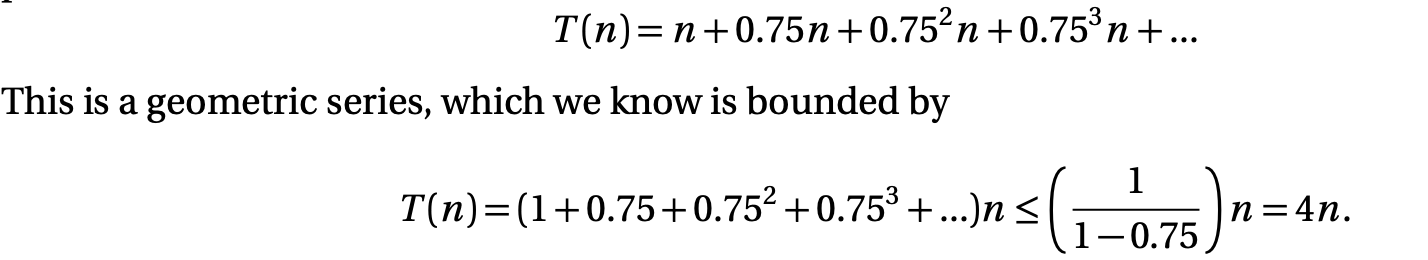 T(n) = n + 0.75n + 0.75²n + 0.75³n + ...
This is a geometric series, which we know is bounded by
T(n) = (1 + 0.75 + 0.75² + 0.75³ + ...)n ≤ (1/(1−0.75)) n = 4n.